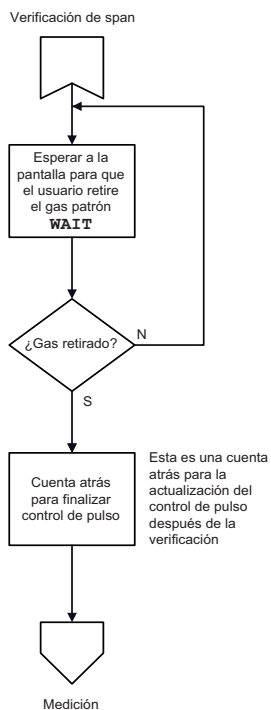 Verificación de span
Esperar a la
pantalla para que
el usuario retire
el gas patrón
WAIT
¿Gas retirado?
N
S
Cuenta atrás
para finalizar
control de pulso
Esta es una cuenta
atrás para la
actualización del
control de pulso
después de la
verificación
Medición